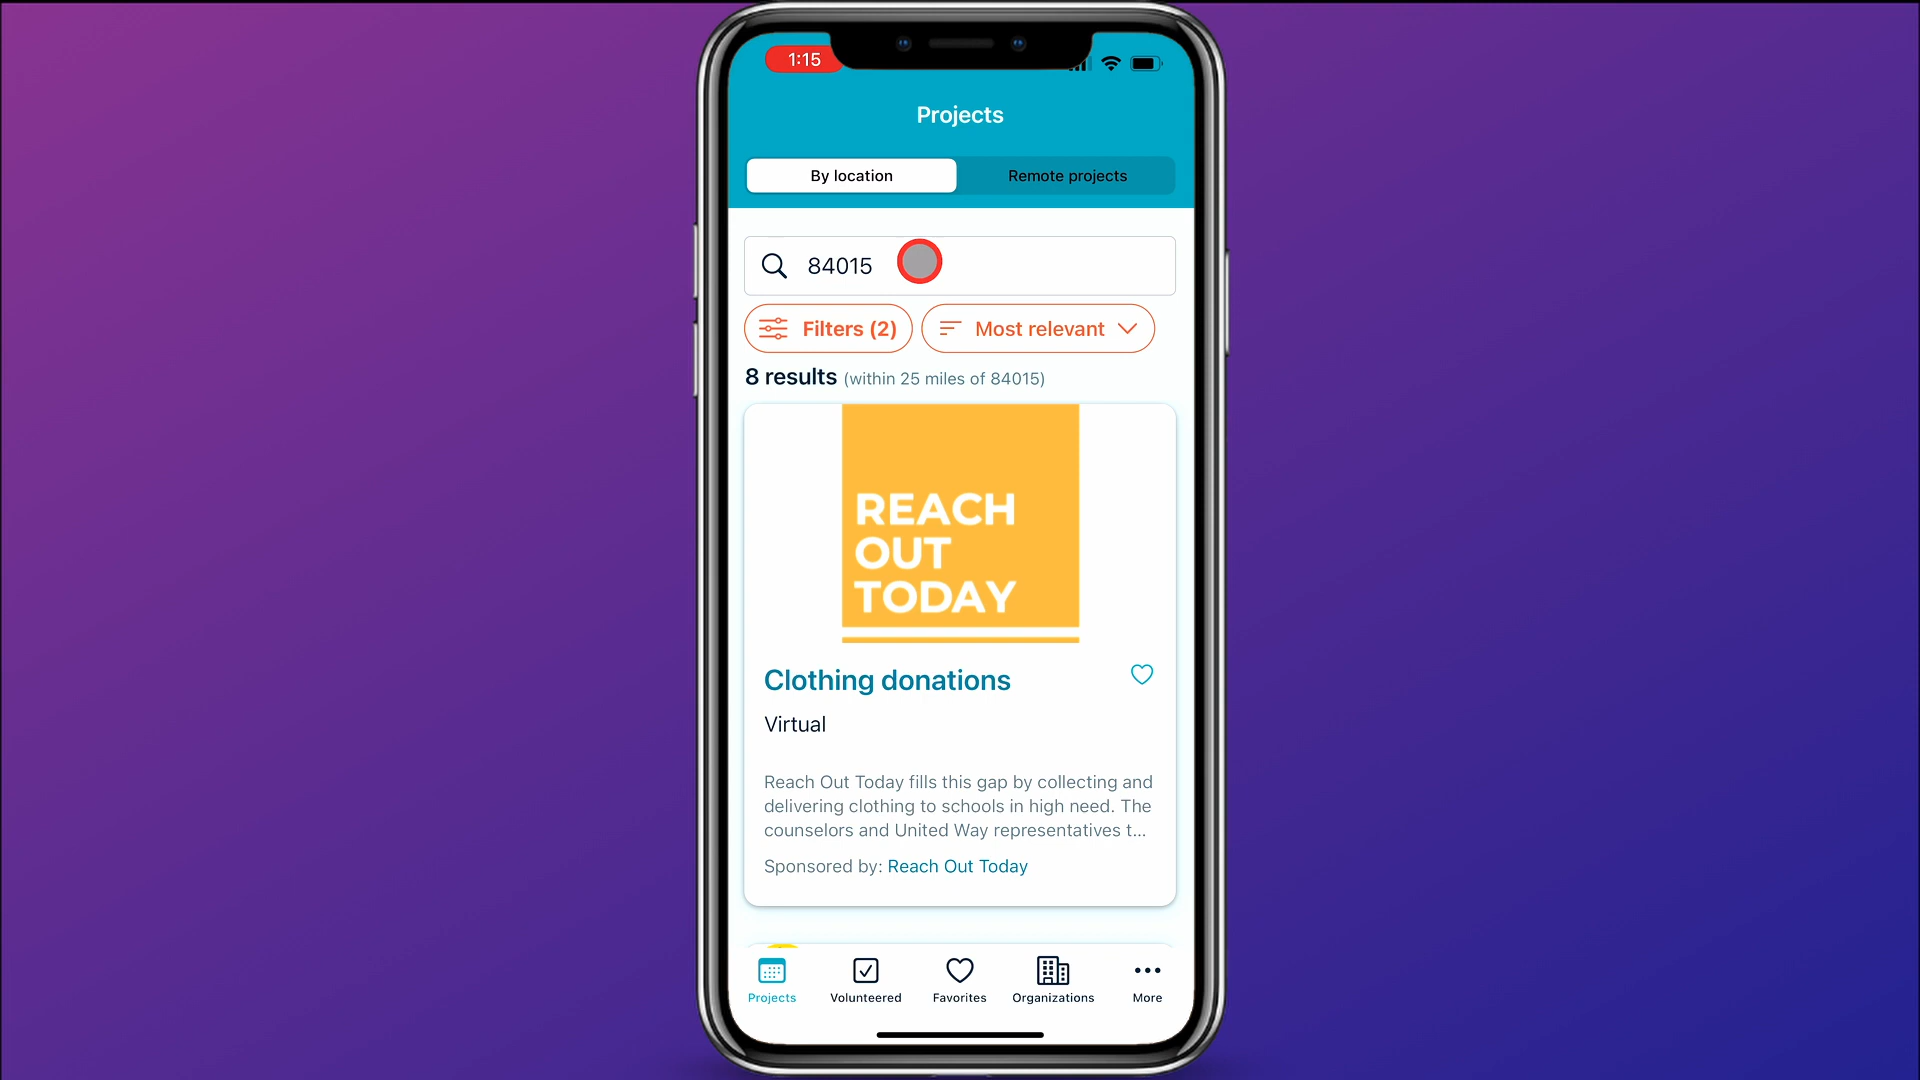 1:15
Projects
By location
Remote projects
84015
Filters (2)
Most relevant
8 results (within 25 miles of 84015)
REACH
OUT
TODAY
Clothing donations
Virtual
Reach Out Today fills this gap by collecting and
delivering clothing to schools in high need. The
counselors and United Way representatives t...
Sponsored by: Reach Out Today
Projects
Volunteered
Favorites
Organizations
More